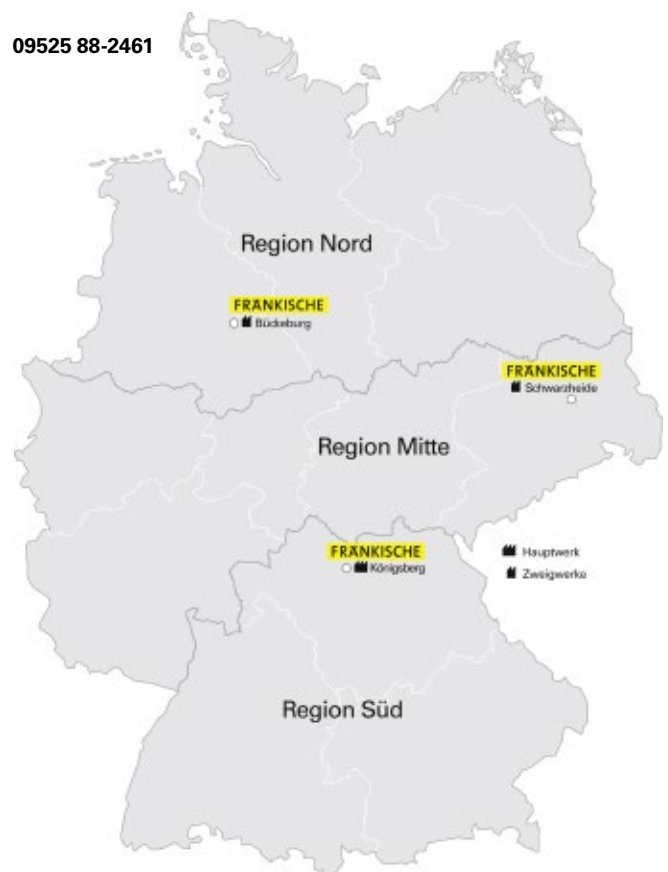 09525 88-2461
Region Nord
FRÄNKISCHE
Bückeburg
FRÄNKISCHE
Schwarzheide
Region Mitte
FRÄNKISCHE
Königsberg
Hauptwerk
Zweigwerke
Region Süd